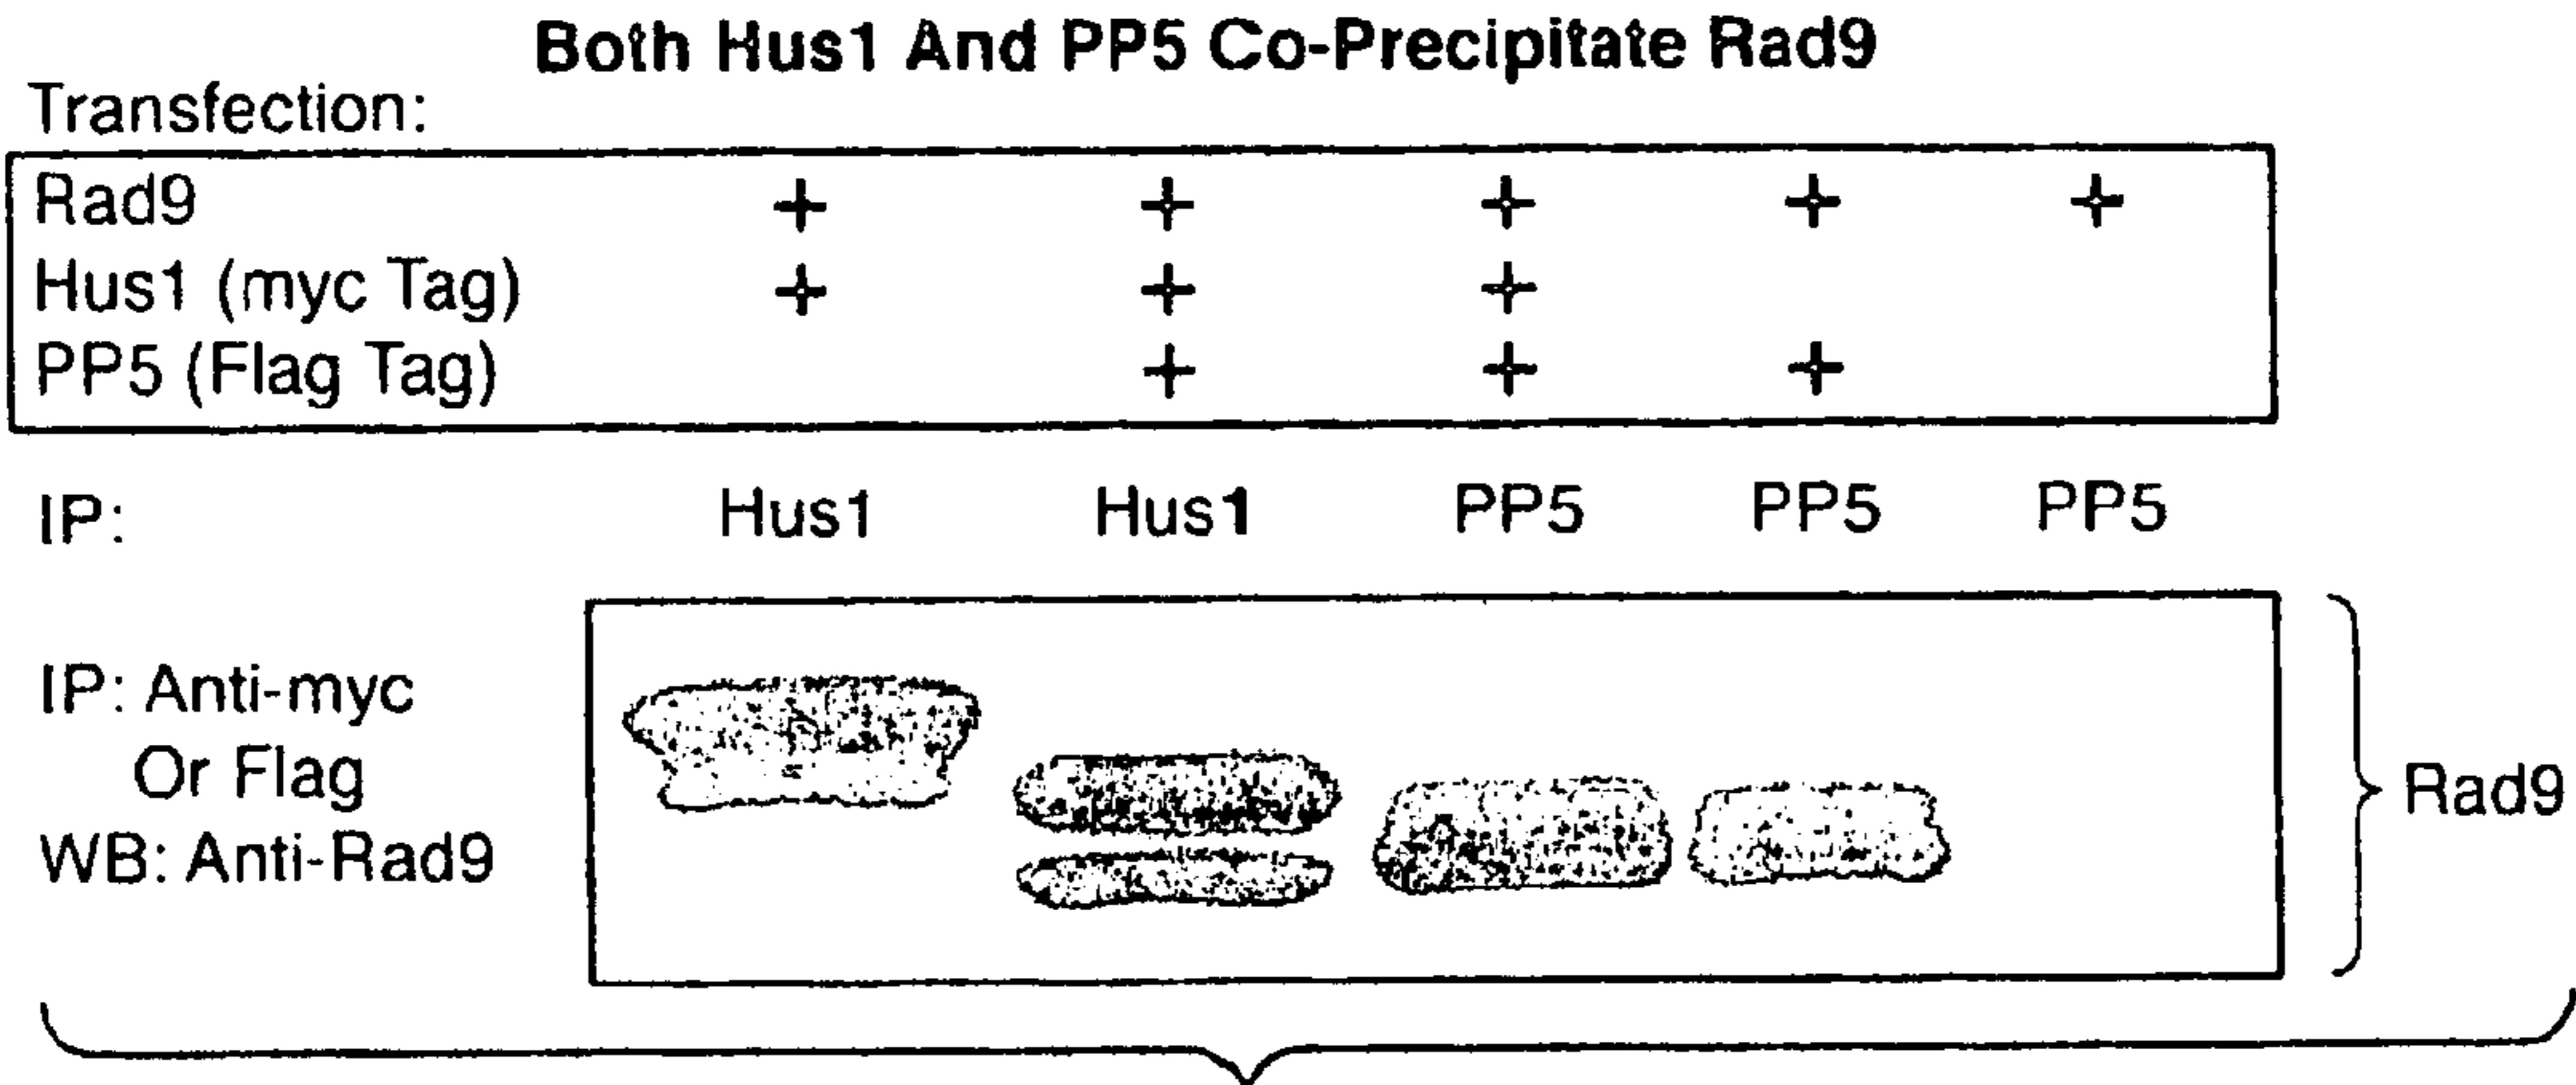 Both Hus1 And PP5 Co-Precipitate Rad9
Transfection:
Rad9 + + + + +
Hus1 (myc Tag) + + +
PP5 (Flag Tag) + + +
IP: Hus1 Hus1 PP5 PP5 PP5
IP: Anti-myc
Or Flag
WB: Anti-Rad9
Rad9